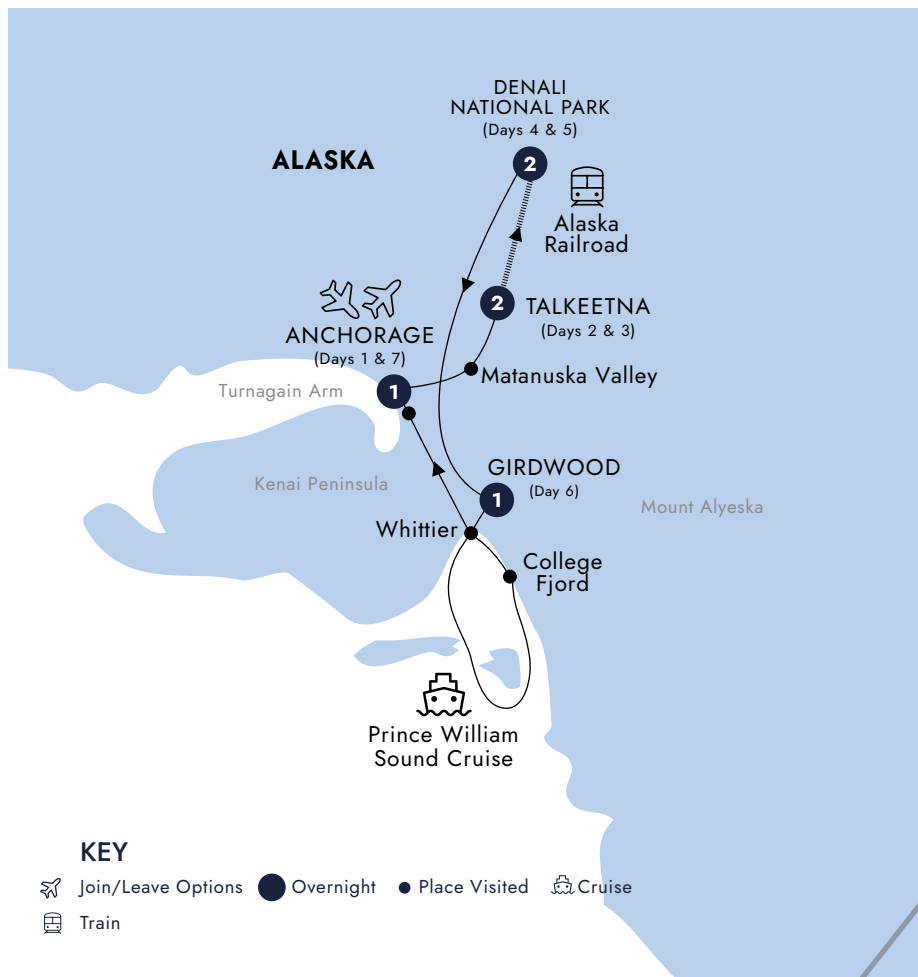 DENALI
NATIONAL PARK
(Days 4 & 5)
ALASKA
2
Alaska
Railroad
2
TALKEETNA
(Days 2 & 3)
ANCHORAGE
(Days 1 & 7)
Matanuska Valley
Turnagain Arm
1
GIRDWOOD
(Day 6)
Kenai Peninsula
1
Mount Alyeska
Whittier
College
Fjord
Prince William
Sound Cruise
KEY
Join/Leave Options
Overnight
Place Visited
Cruise
Train